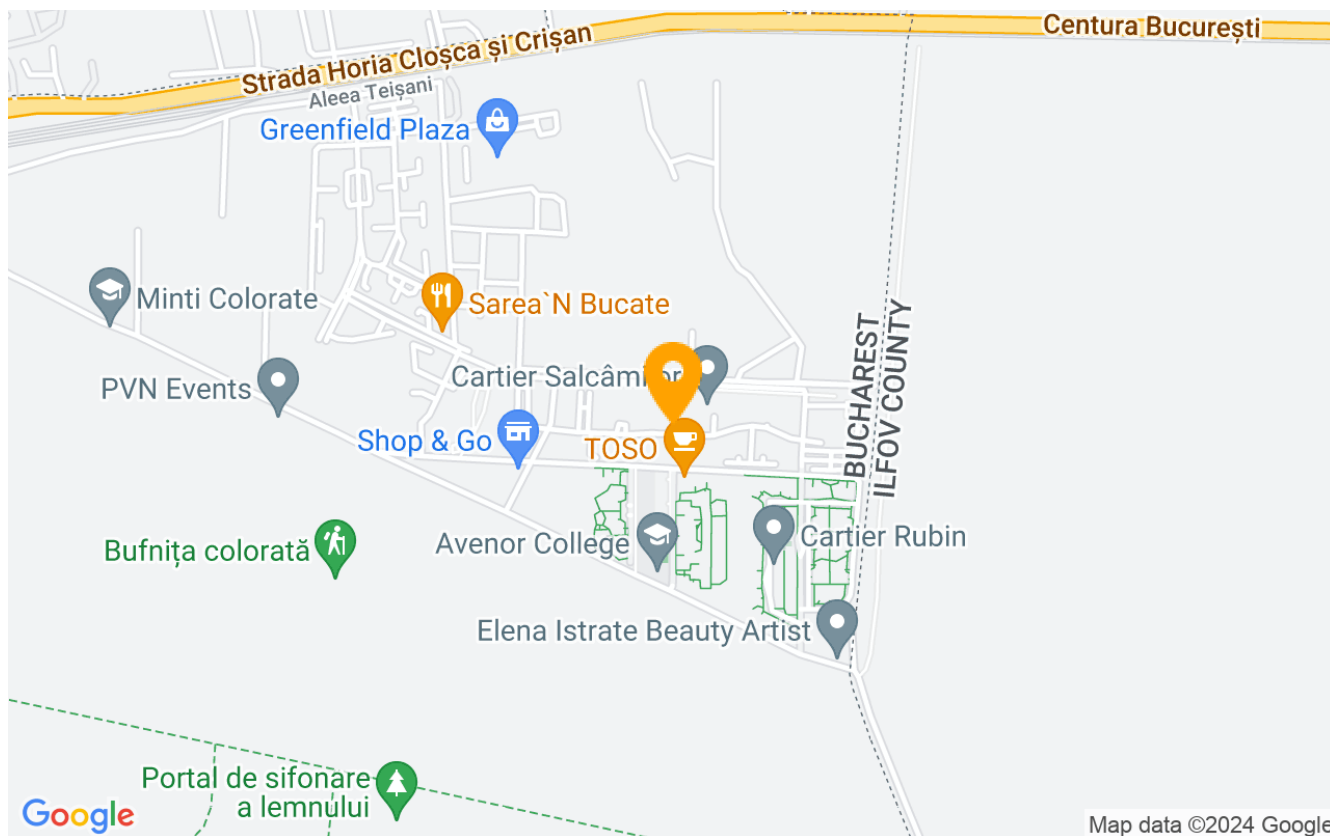 Centura București
Strada Horia Cloșca și Crișan
Aleea Teișani
Greenfield Plaza
Minti Colorate
Sarea`N Bucate
BUCHAREST
ILFOV COUNTY
PVN Events
Cartier Salcâmilor
Shop & Go
TOSO
Bufnița colorată
Avenor College
Cartier Rubin
Elena Istrate Beauty Artist
Portal de sifonare
a lemnului
Google
Map data ©2024 Google